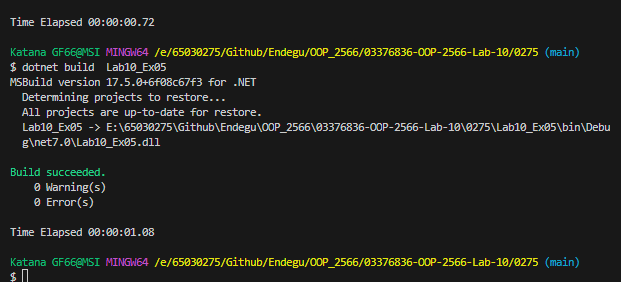 Time Elapsed 00:00:00.72
Katana GF66@MSI MINGW64 /e/65030275/Github/Endegu/OOP_2566/03376836-OOP-2566-Lab-10/0275 (main)
$ dotnet build  Lab10_Ex05
MSBuild version 17.5.0+6f08c67f3 for .NET
  Determining projects to restore...
  All projects are up-to-date for restore.
  Lab10_Ex05 -> E:\65030275\Github\Endegu\OOP_2566\03376836-OOP-2566-Lab-10\0275\Lab10_Ex05\bin\Debu
  g\net7.0\Lab10_Ex05.dll
Build succeeded.
    0 Warning(s)
    0 Error(s)
Time Elapsed 00:00:01.08
Katana GF66@MSI MINGW64 /e/65030275/Github/Endegu/OOP_2566/03376836-OOP-2566-Lab-10/0275 (main)
$